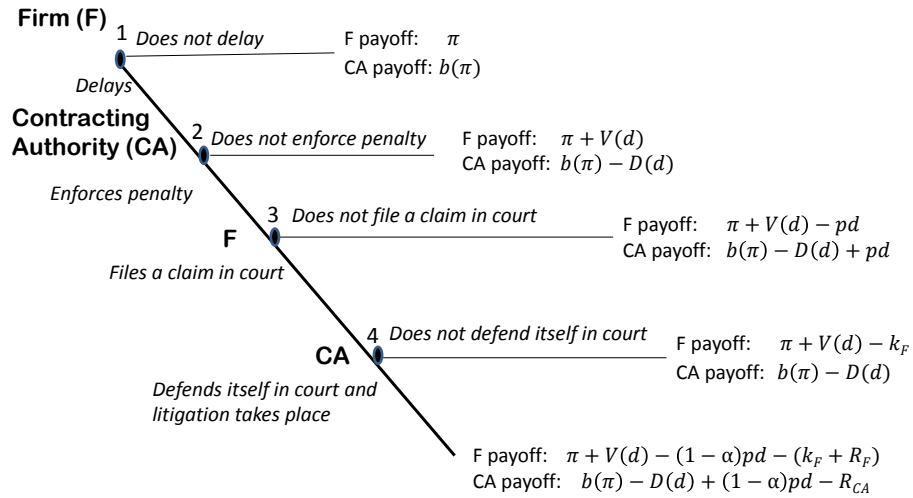 Firm (F)
1
Does not delay
F payoff: π
CA payoff: b(π)
Delays
Contracting
Authority (CA)
2
Does not enforce penalty
F payoff: π + V(d)
CA payoff: b(π) − D(d)
Enforces penalty
3
Does not file a claim in court
F payoff: π + V(d) − pd
CA payoff: b(π) − D(d) + pd
F
Files a claim in court
4
Does not defend itself in court
F payoff: π + V(d) − k_F
CA payoff: b(π) − D(d)
CA
Defends itself in court and
litigation takes place
F payoff: π + V(d) − (1 − α)pd − (k_F + R_F)
CA payoff: b(π) − D(d) + (1 − α)pd − R_CA